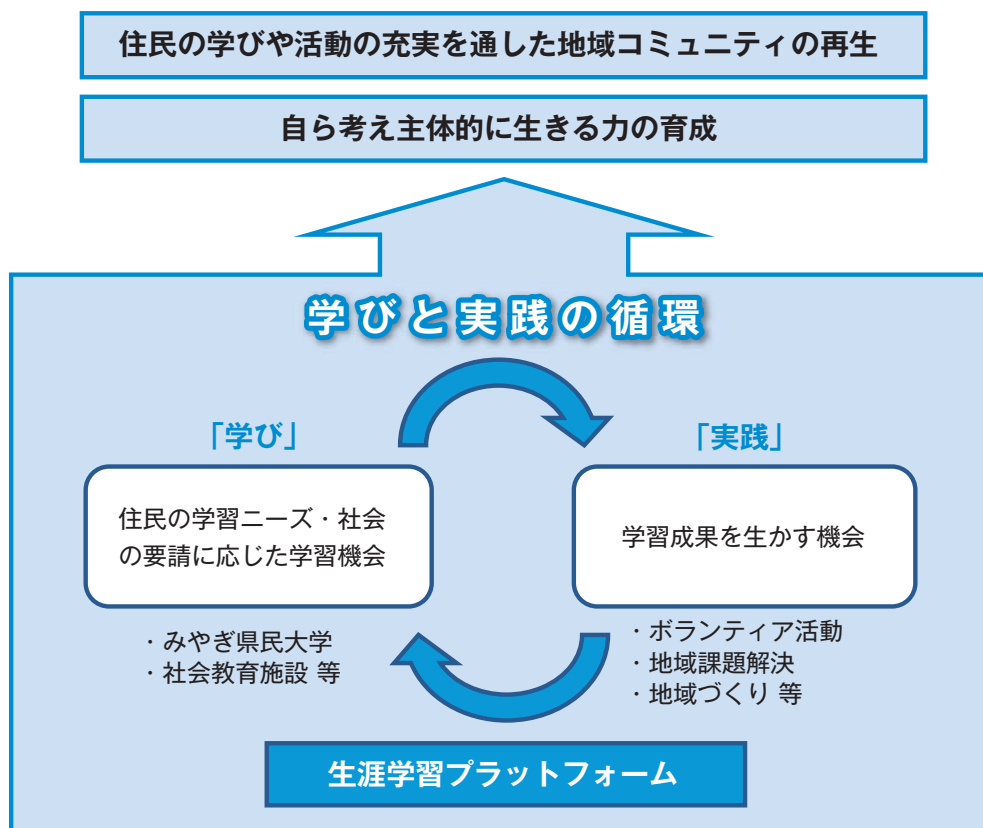 住民の学びや活動の充実を通した地域コミュニティの再生
自ら考え主体的に生きる力の育成
学びと実践の循環
「学び」
住民の学習ニーズ・社会
の要請に応じた学習機会
・みやぎ県民大学
・社会教育施設 等
「実践」
学習成果を生かす機会
・ボランティア活動
・地域課題解決
・地域づくり 等
生涯学習プラットフォーム